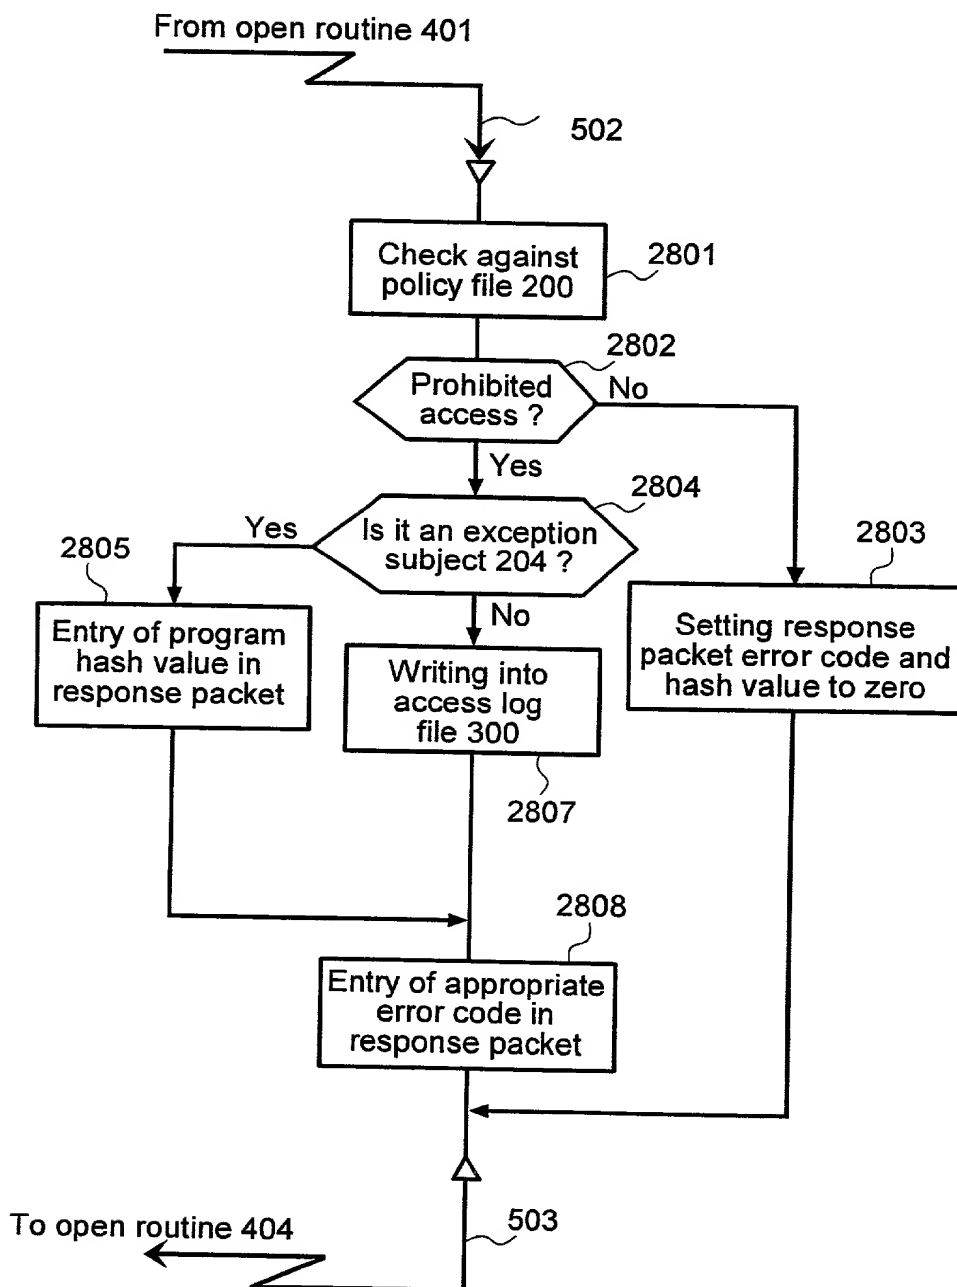 From open routine 401
502
Check against
policy file 200
2801
2802
Prohibited
access ?
No
Yes
2804
Is it an exception
subject 204 ?
Yes
2805
2803
No
Entry of program
hash value in
response packet
Writing into
access log
file 300
Setting response
packet error code and
hash value to zero
2807
2808
Entry of appropriate
error code in
response packet
To open routine 404
503